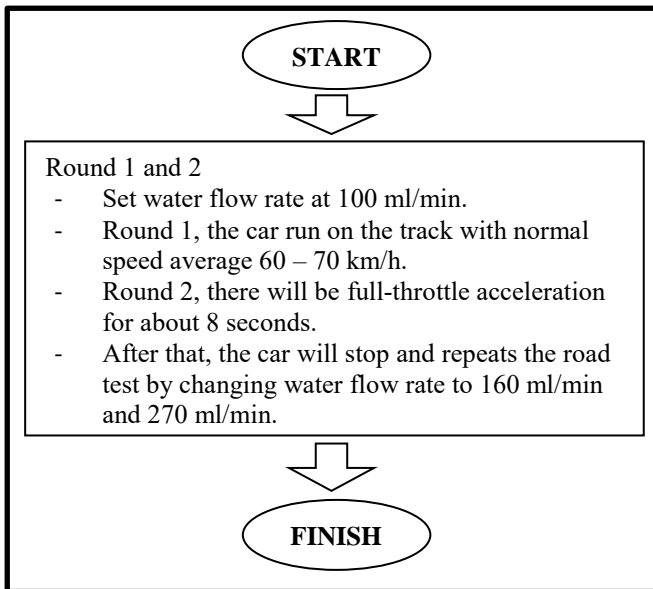 START
Round 1 and 2
- Set water flow rate at 100 ml/min.
- Round 1, the car run on the track with normal
speed average 60 – 70 km/h.
- Round 2, there will be full-throttle acceleration
for about 8 seconds.
- After that, the car will stop and repeats the road
test by changing water flow rate to 160 ml/min
and 270 ml/min.
FINISH